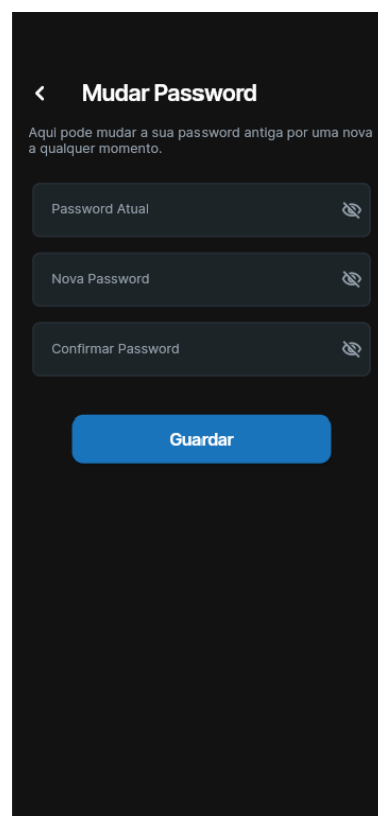 Mudar Password
Aqui pode mudar a sua password antiga por uma nova
a qualquer momento.
Password Atual
Nova Password
Confirmar Password
Guardar